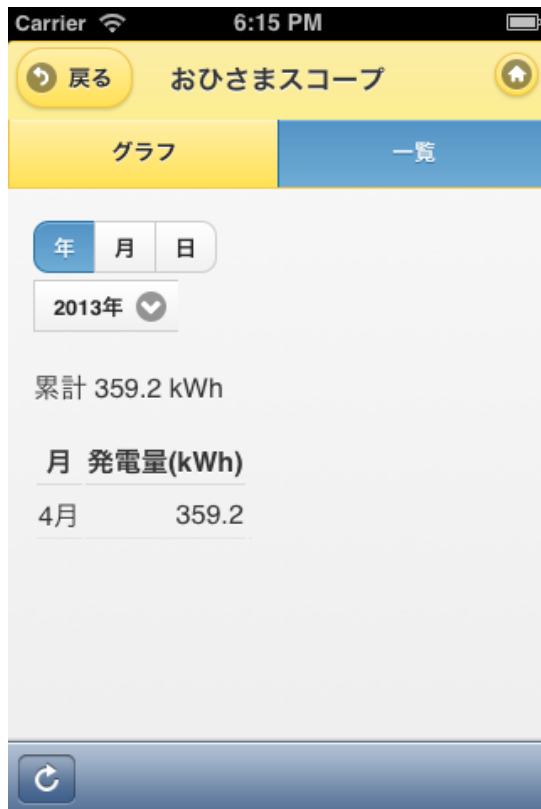 Carrier 6:15 PM
戻る おひさまスコープ
グラフ 一覧
年 月 日
2013年
累計 359.2 kWh
月 発電量(kWh)
4月 359.2